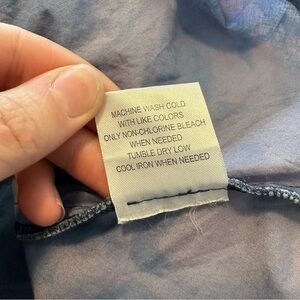 MACHINE WASH COLD
WITH LIKE COLORS
ONLY NON-CHLORINE BLEACH
WHEN NEEDED
TUMBLE DRY LOW
COOL IRON WHEN NEEDED